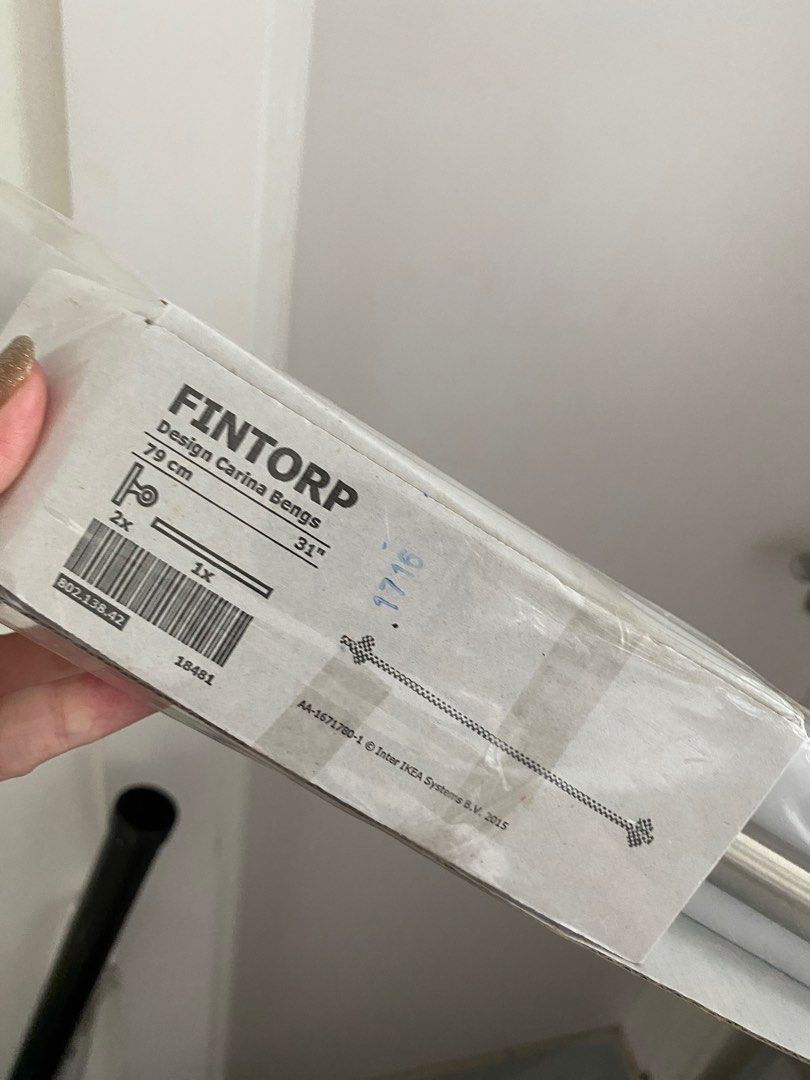 FINTORP
Design Carina Bengs
79 cm
31"
2x
1x
802.138.42
18481
.1716
AA-1671780-1 © Inter IKEA Systems B.V. 2015